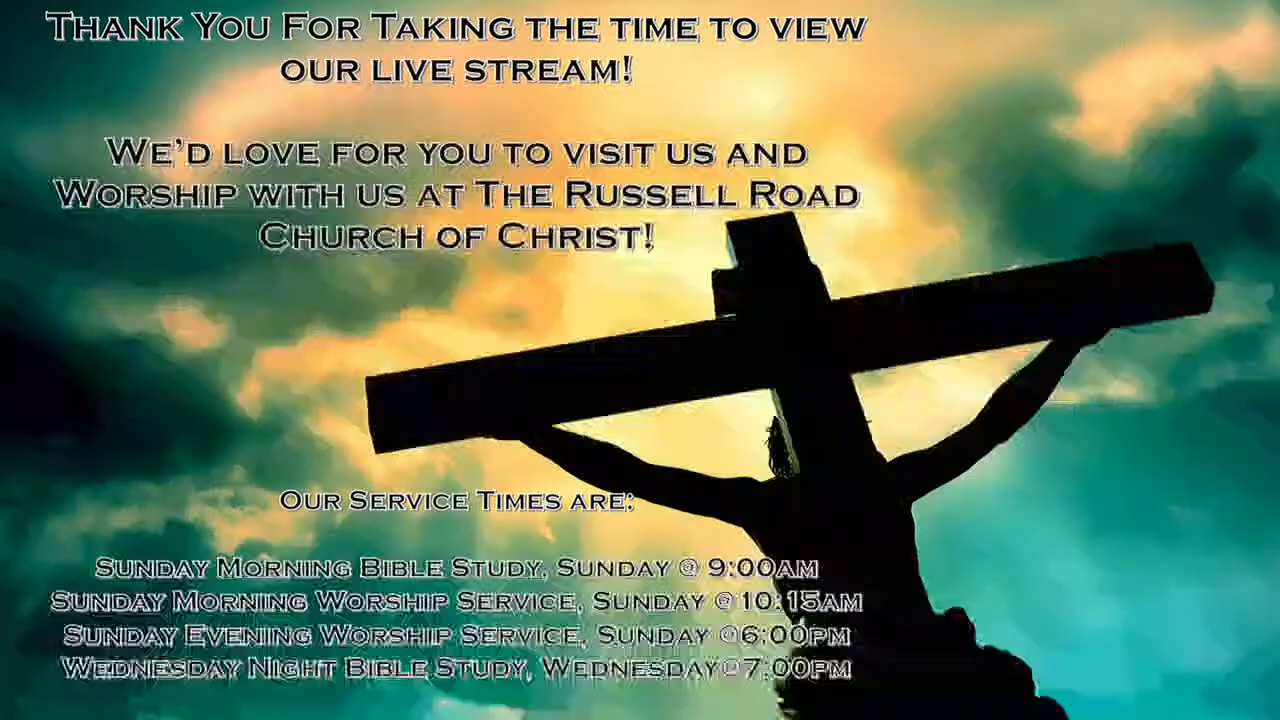 Thank You For Taking the time to view
our live stream!
We'd love for you to visit us and
Worship with us at The Russell Road
Church of Christ!
Our Service Times are:
Sunday Morning Bible Study, Sunday @ 9:00am
Sunday Morning Worship Service, Sunday @10:15am
Sunday Evening Worship Service, Sunday @6:00pm
Wednesday Night Bible Study, Wednesday@7:00pm